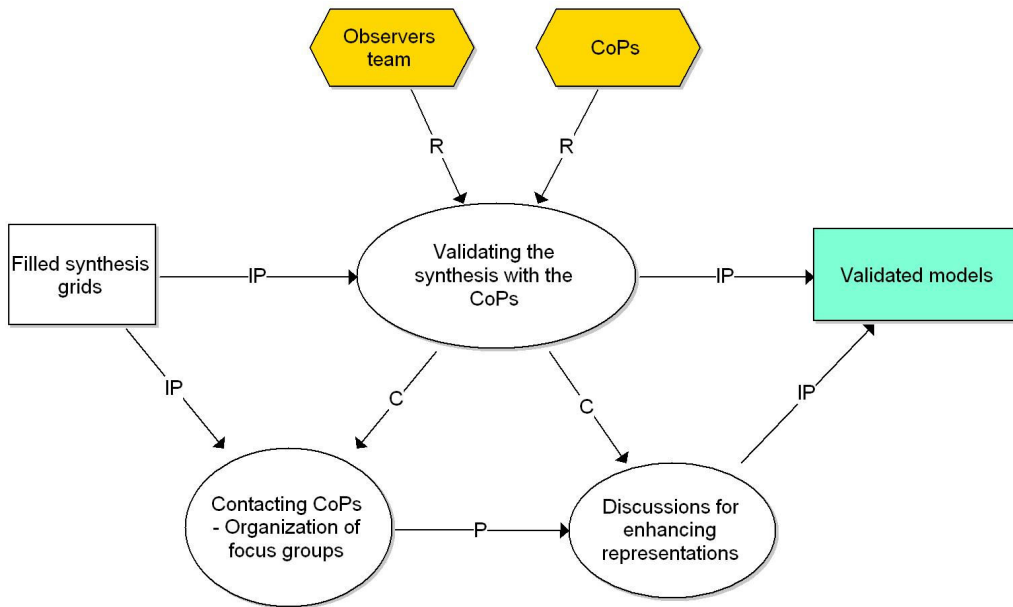 Observers
team
CoPs
R
R
Filled synthesis
grids
IP
Validating the
synthesis with the
CoPs
IP
Validated models
IP
C
C
IP
Contacting CoPs
- Organization of
focus groups
P
Discussions for
enhancing
representations